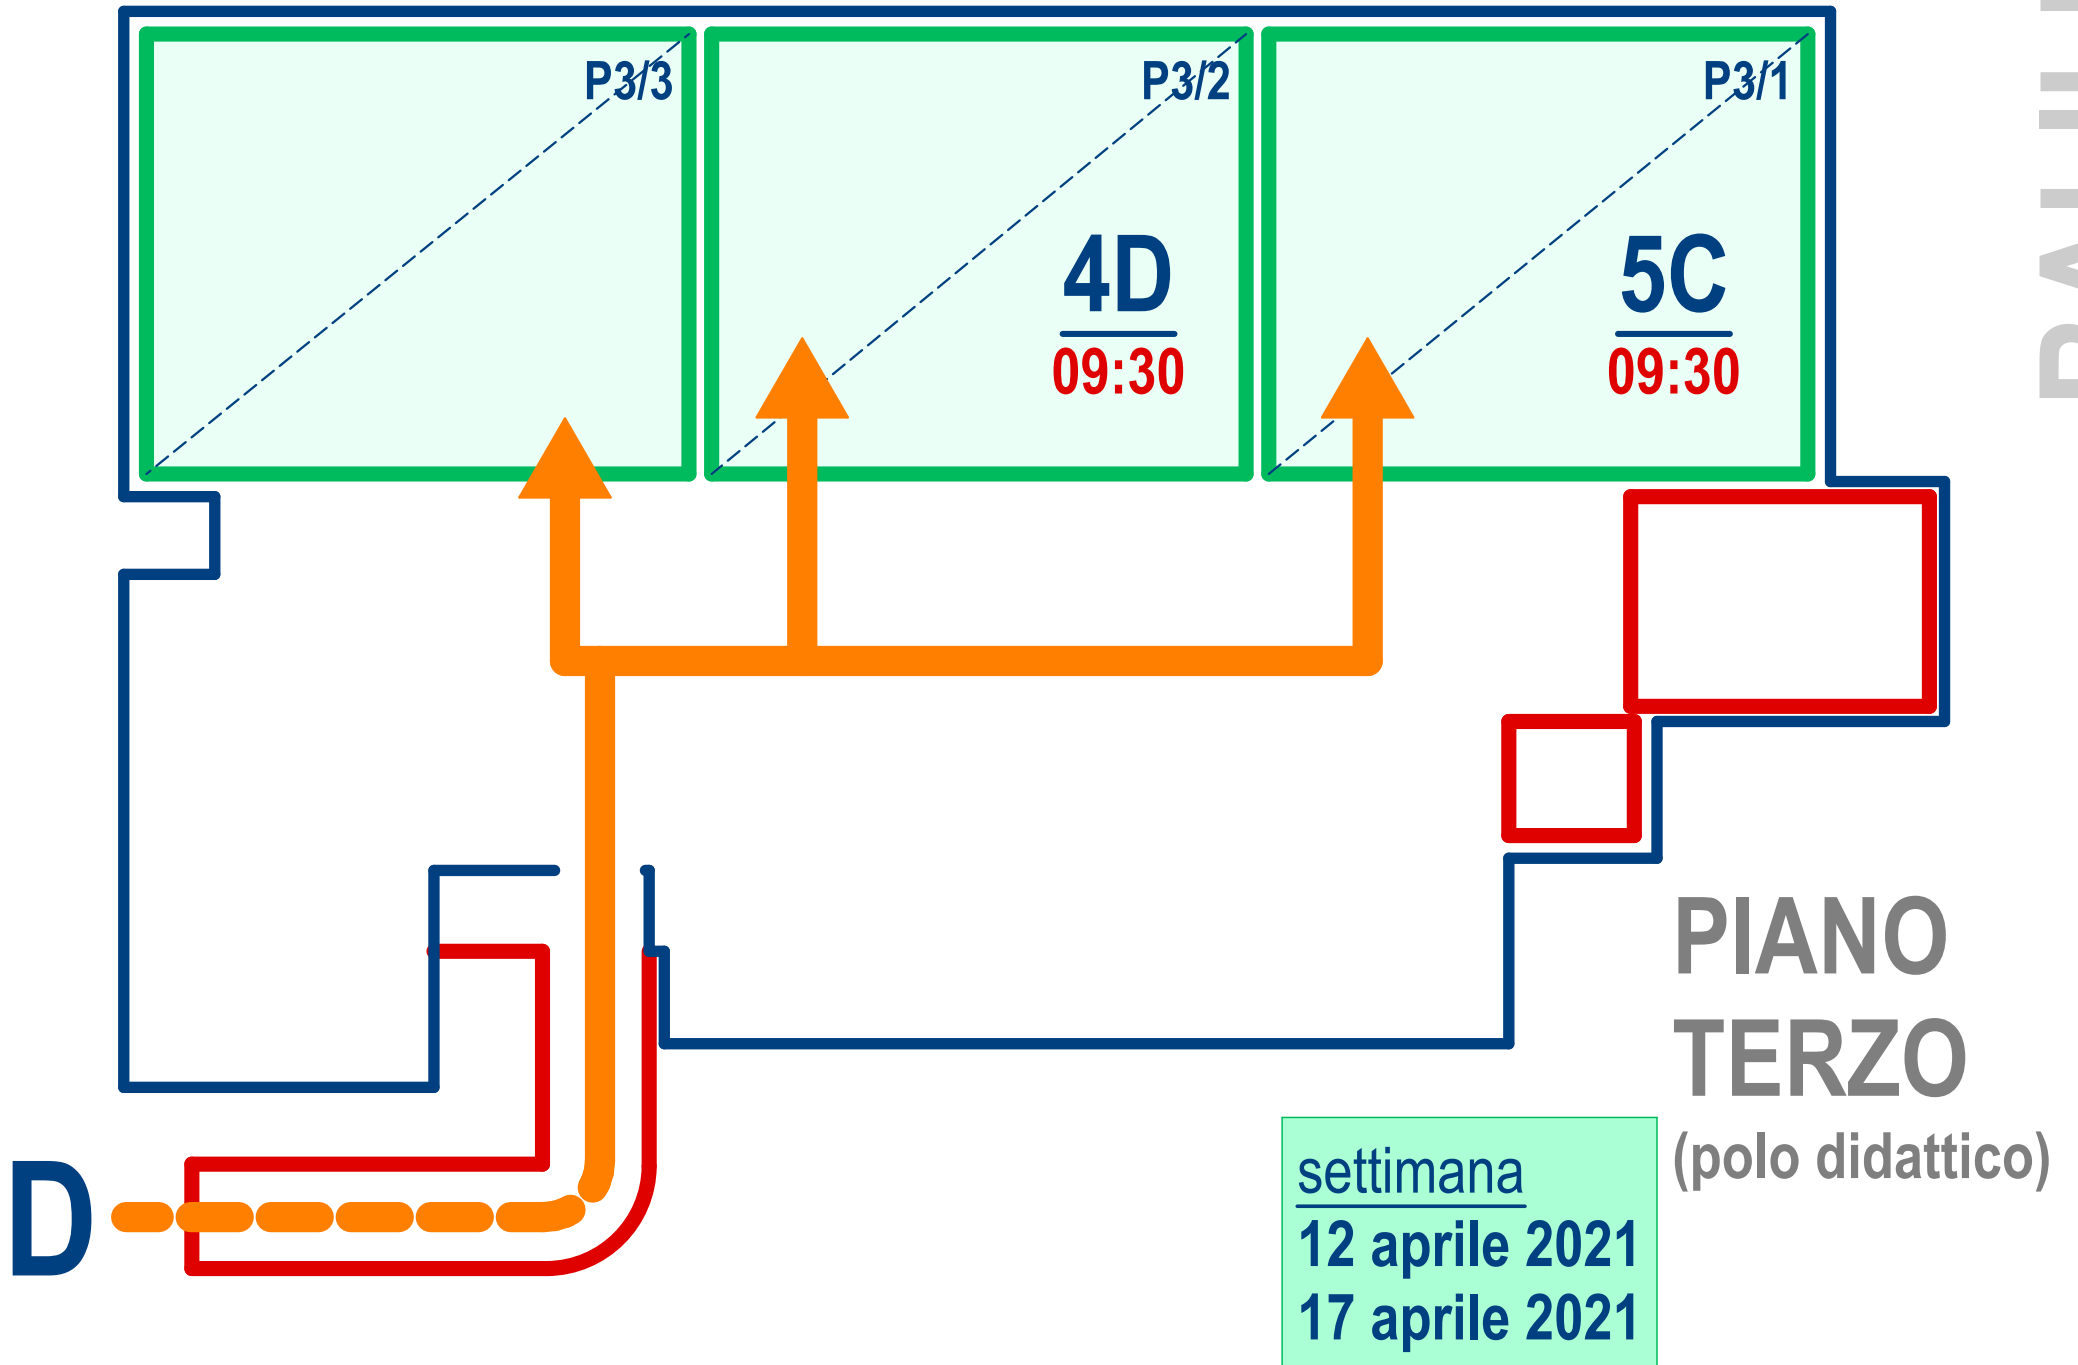 P3/3
P3/2
P3/1
4D
09:30
5C
09:30
PIANO
TERZO
(polo didattico)
D
settimana
12 aprile 2021
17 aprile 2021